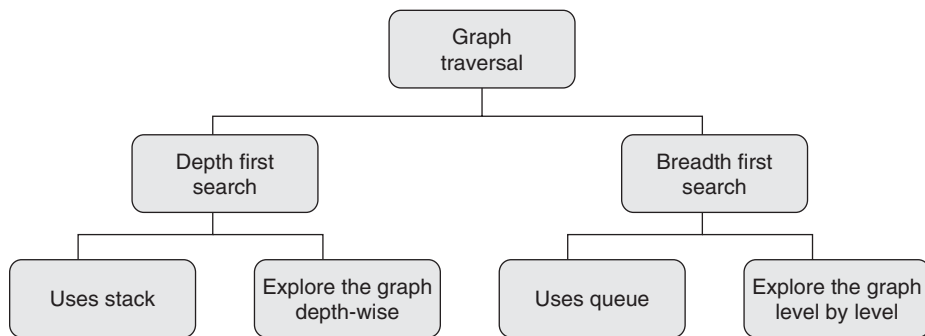 Graph
traversal
Depth first
search
Breadth first
search
Uses stack
Explore the graph
depth-wise
Uses queue
Explore the graph
level by level